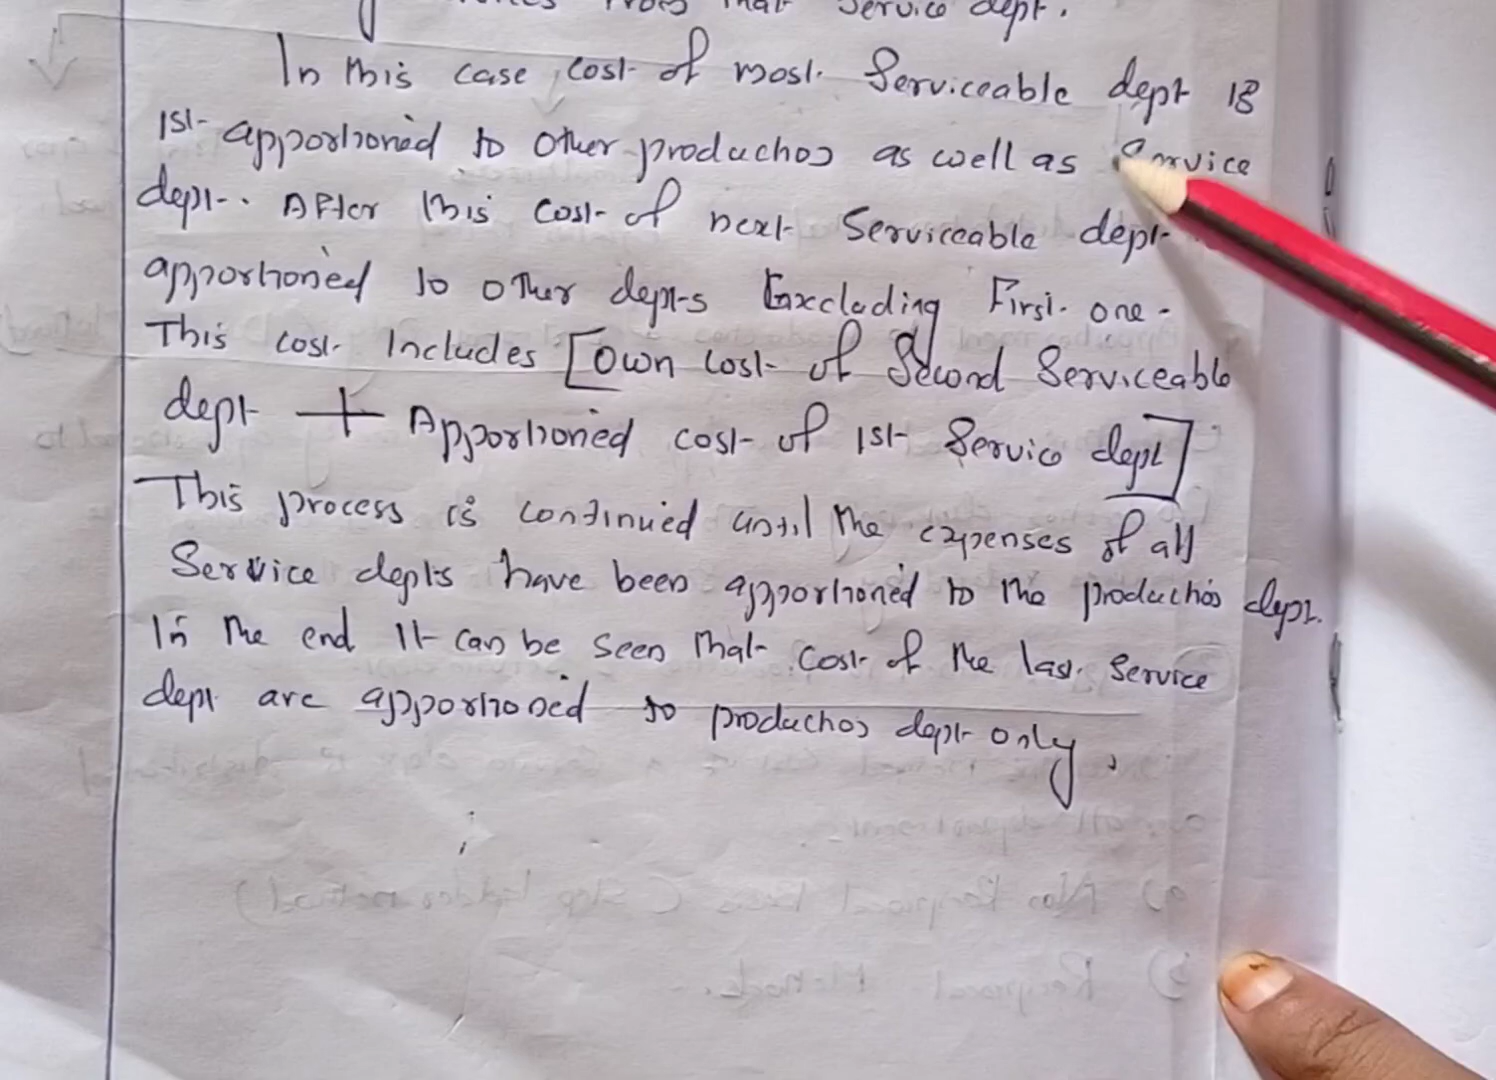 that service dept.
In this case cost of most Serviceable dept is
1st apportioned to other production as well as Service
dept. After this cost of next Serviceable dept
apportioned to other depts Excluding First one.
This cost Includes [Own cost of Second Serviceable
dept + Apportioned cost of 1st Service dept]
This process is continued until the expenses of all
Service depts have been apportioned to the production dept.
In the end It can be seen that cost of the last service
dept are apportioned to production dept only.